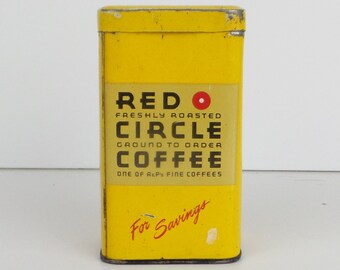 RED
FRESHLY ROASTED
CIRCLE
GROUND TO ORDER
COFFEE
ONE OF A&P's FINE COFFEES
For Savings